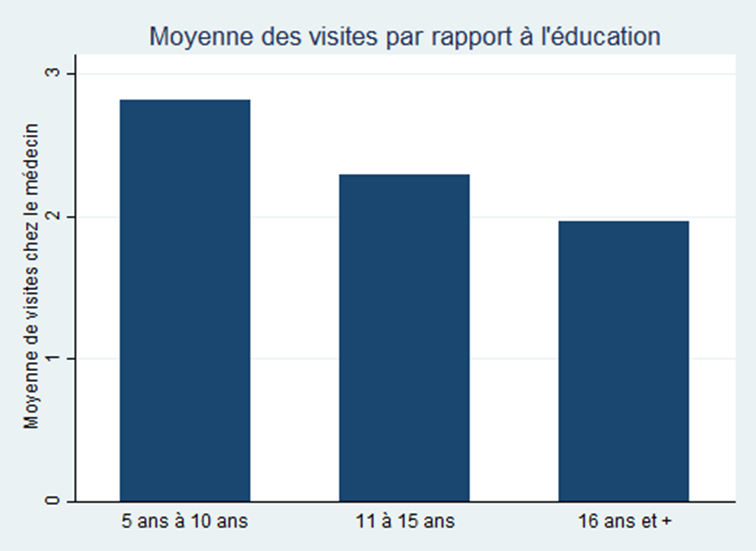 Moyenne des visites par rapport à l'éducation
Moyenne de visites chez le médecin
3
2
1
0
5 ans à 10 ans
11 à 15 ans
16 ans et +